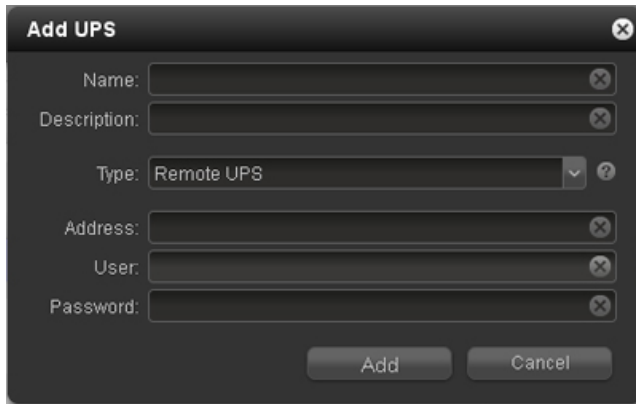 Add UPS
Name:
Description:
Type: Remote UPS
Address:
User:
Password:
Add Cancel